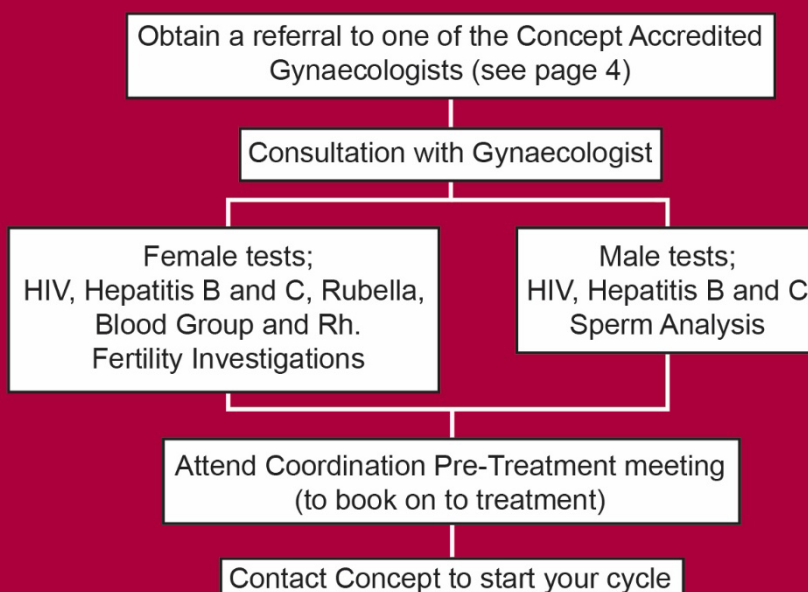 Obtain a referral to one of the Concept Accredited
Gynaecologists (see page 4)
Consultation with Gynaecologist
Female tests;
HIV, Hepatitis B and C, Rubella,
Blood Group and Rh.
Fertility Investigations
Male tests;
HIV, Hepatitis B and C
Sperm Analysis
Attend Coordination Pre-Treatment meeting
(to book on to treatment)
Contact Concept to start your cycle